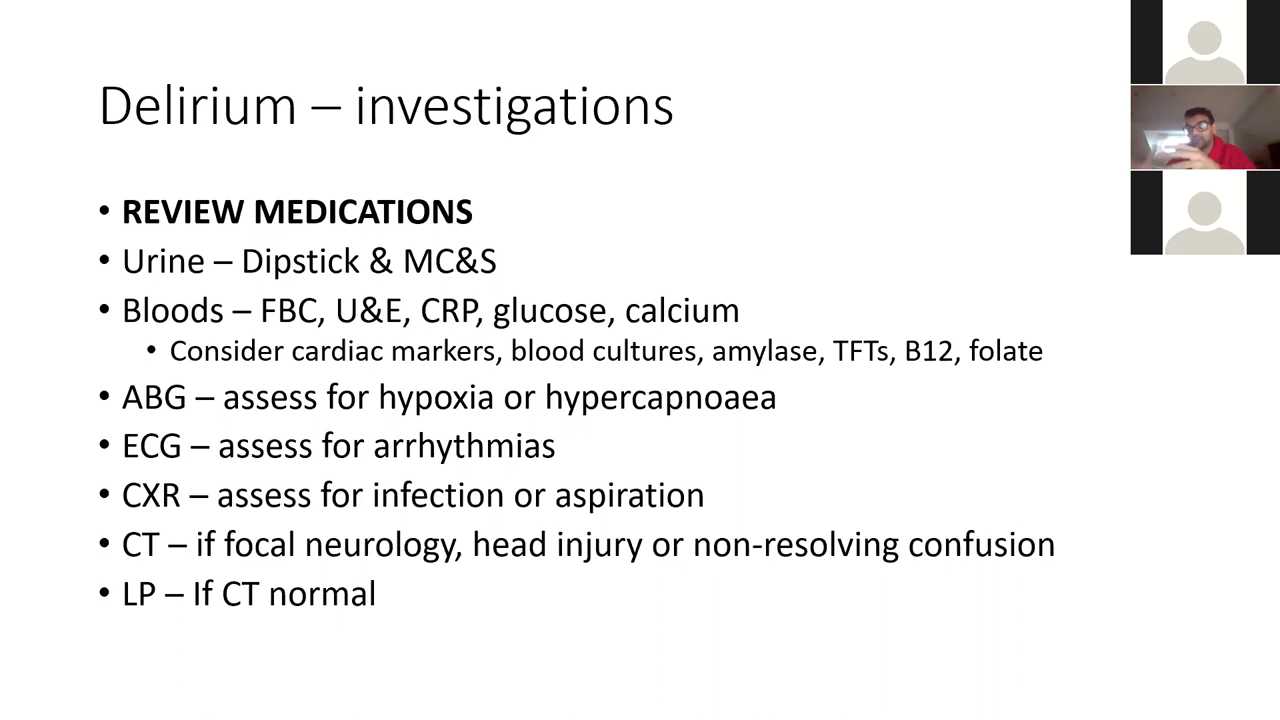 Delirium – investigations
• REVIEW MEDICATIONS
• Urine – Dipstick & MC&S
• Bloods – FBC, U&E, CRP, glucose, calcium
• Consider cardiac markers, blood cultures, amylase, TFTs, B12, folate
• ABG – assess for hypoxia or hypercapnoaea
• ECG – assess for arrhythmias
• CXR – assess for infection or aspiration
• CT – if focal neurology, head injury or non-resolving confusion
• LP – If CT normal